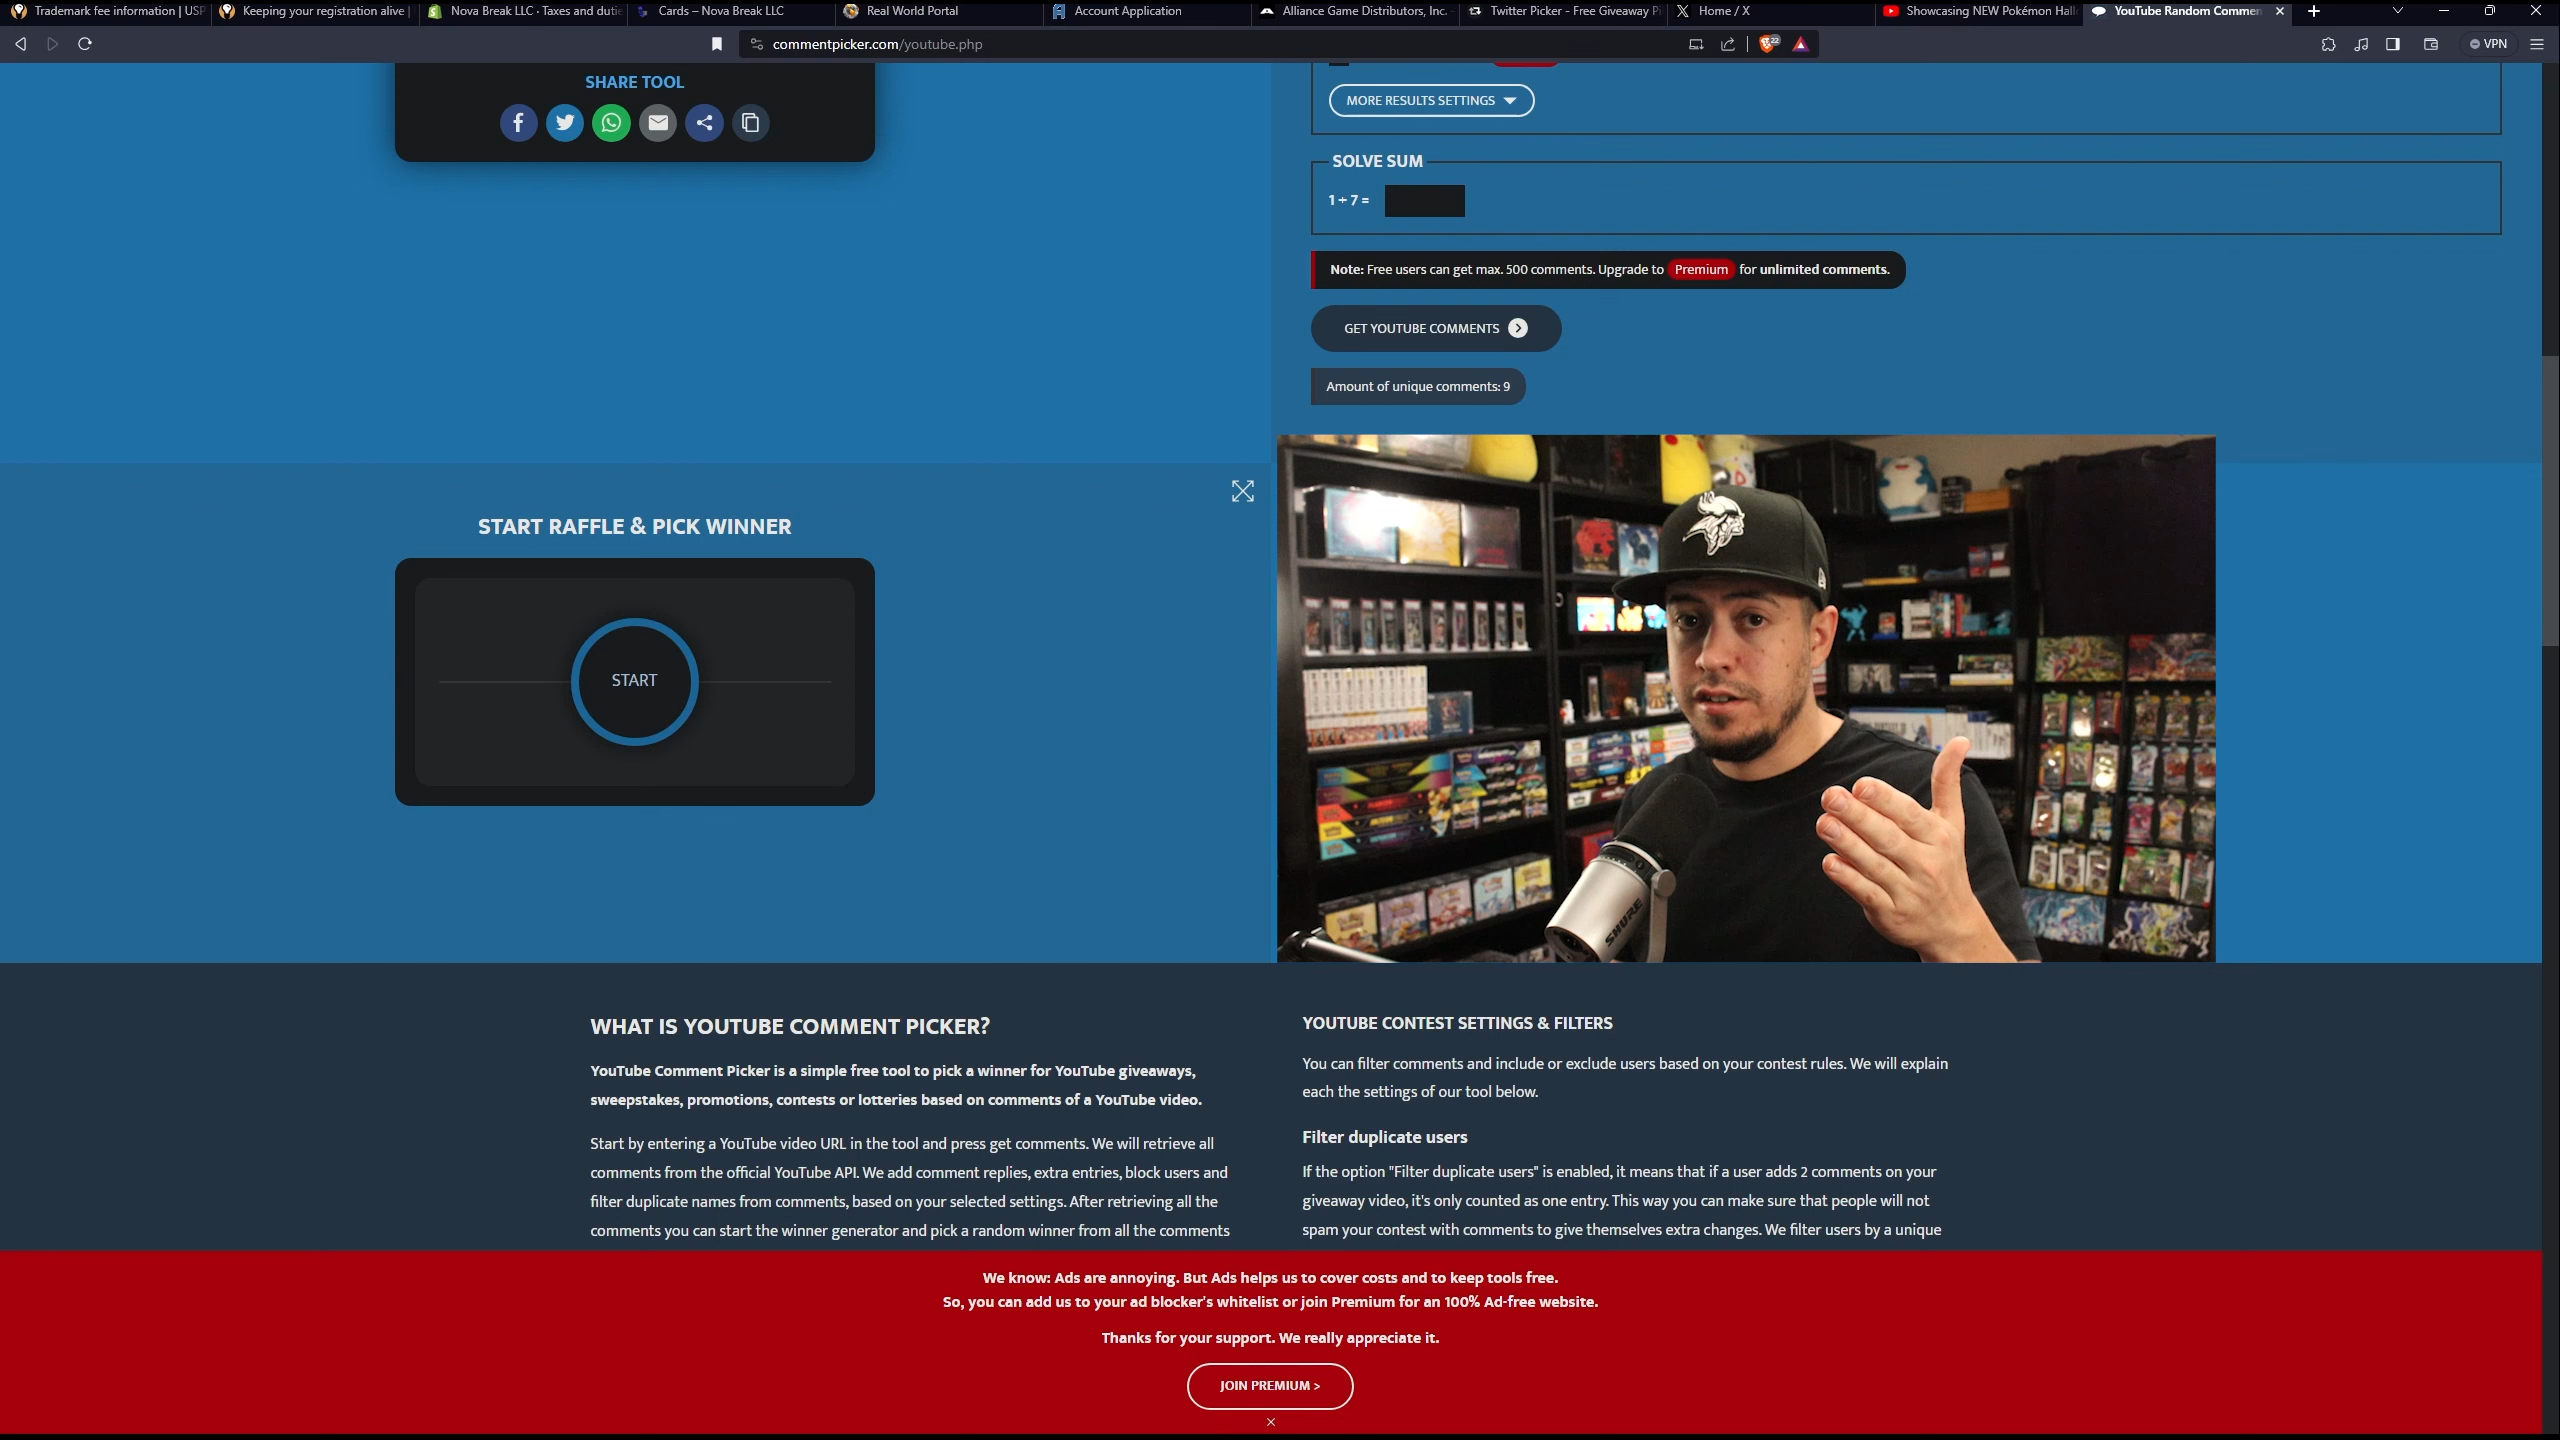 Trademark fee information | USP
Keeping your registration alive |
Nova Break LLC · Taxes and dutie
Cards – Nova Break LLC
Real World Portal
Account Application
Alliance Game Distributors, Inc. -
Twitter Picker - Free Giveaway Pi
Home / X
Showcasing NEW Pokémon Hall
YouTube Random Commen
commentpicker.com/youtube.php
22
VPN
SHARE TOOL
MORE RESULTS SETTINGS
SOLVE SUM
1 + 7 =
Note: Free users can get max. 500 comments. Upgrade to Premium for unlimited comments.
GET YOUTUBE COMMENTS
Amount of unique comments: 9
START RAFFLE & PICK WINNER
START
SHURE
WHAT IS YOUTUBE COMMENT PICKER?
YouTube Comment Picker is a simple free tool to pick a winner for YouTube giveaways,
sweepstakes, promotions, contests or lotteries based on comments of a YouTube video.
Start by entering a YouTube video URL in the tool and press get comments. We will retrieve all
comments from the official YouTube API. We add comment replies, extra entries, block users and
filter duplicate names from comments, based on your selected settings. After retrieving all the
comments you can start the winner generator and pick a random winner from all the comments
YOUTUBE CONTEST SETTINGS & FILTERS
You can filter comments and include or exclude users based on your contest rules. We will explain
each the settings of our tool below.
Filter duplicate users
If the option "Filter duplicate users" is enabled, it means that if a user adds 2 comments on your
giveaway video, it's only counted as one entry. This way you can make sure that people will not
spam your contest with comments to give themselves extra changes. We filter users by a unique
We know: Ads are annoying. But Ads helps us to cover costs and to keep tools free.
So, you can add us to your ad blocker's whitelist or join Premium for an 100% Ad-free website.
Thanks for your support. We really appreciate it.
JOIN PREMIUM >